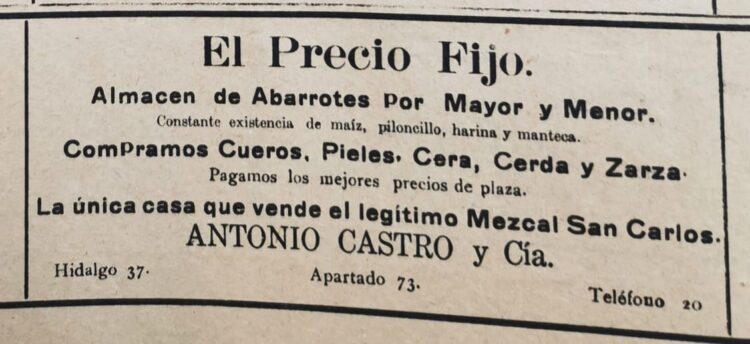 El Precio Fijo.
Almacen de Abarrotes por Mayor y Menor.
Constante existencia de maíz, piloncillo, harina y manteca.
Compramos Cueros, Pieles. Cera, Cerda y Zarza.
Pagamos los mejores precios de plaza.
La única casa que vende el legítimo Mezcal San Carlos.
ANTONIO CASTRO y Cía.
Hidalgo 37. Apartado 73. Teléfono 20